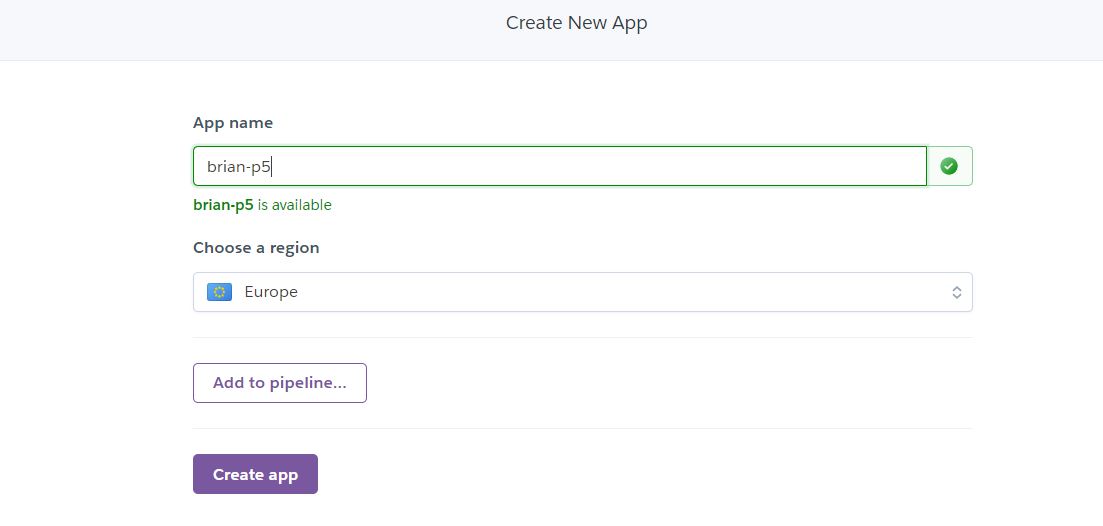 Create New App
App name
brian-p5
brian-p5 is available
Choose a region
Europe
Add to pipeline...
Create app